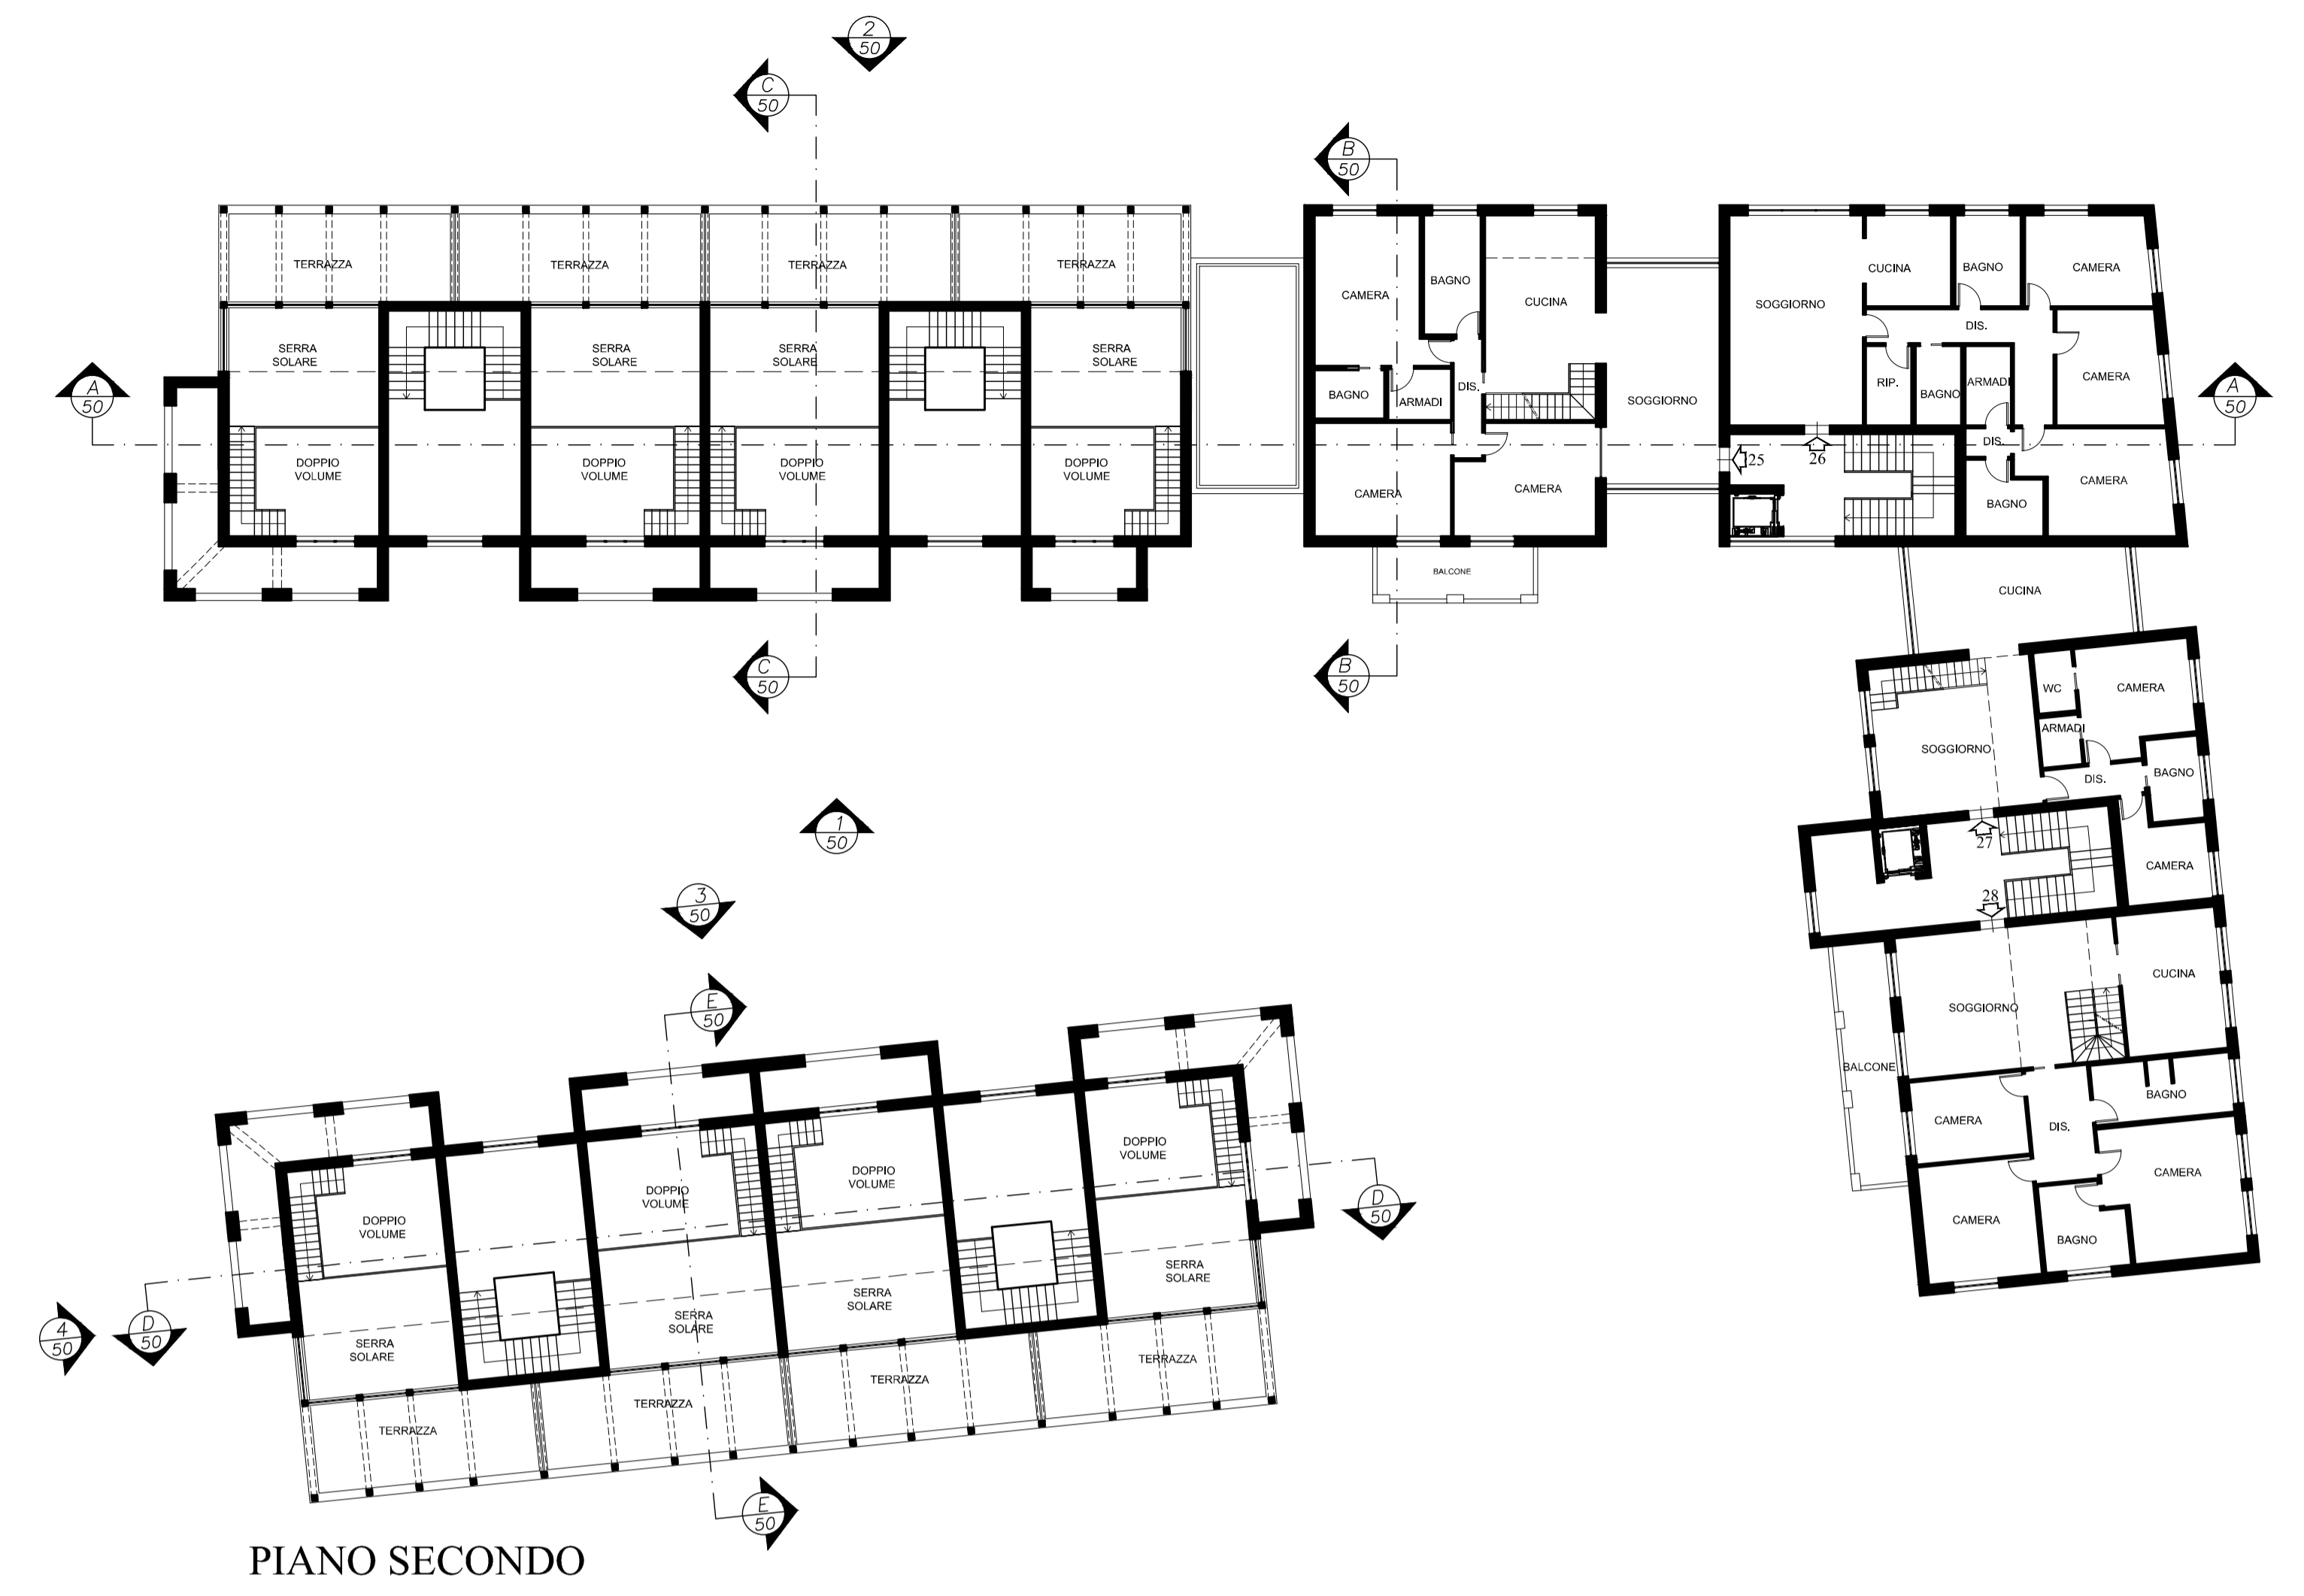 2
50
C
50
B
50
TERRAZZA
TERRAZZA
TERRAZZA
TERRAZZA
SERRA
SOLARE
SERRA
SOLARE
SERRA
SOLARE
SERRA
SOLARE
A
50
DOPPIO
VOLUME
DOPPIO
VOLUME
DOPPIO
VOLUME
DOPPIO
VOLUME
CAMERA
BAGNO
CUCINA
BAGNO
ARMADI
DIS.
SOGGIORNO
CAMERA
CAMERA
BALCONE
SOGGIORNO
CUCINA
BAGNO
CAMERA
DIS.
RIP.
BAGNO
ARMADI
CAMERA
A
50
25
26
DIS.
CAMERA
BAGNO
C
50
B
50
CUCINA
WC
CAMERA
ARMADI
SOGGIORNO
DIS.
BAGNO
27
CAMERA
28
SOGGIORNO
CUCINA
BALCONE
BAGNO
CAMERA
DIS.
CAMERA
CAMERA
BAGNO
1
50
3
50
E
50
DOPPIO
VOLUME
DOPPIO
VOLUME
DOPPIO
VOLUME
DOPPIO
VOLUME
D
50
SERRA
SOLARE
SERRA
SOLARE
SERRA
SOLARE
SERRA
SOLARE
4
50
D
50
TERRAZZA
TERRAZZA
TERRAZZA
TERRAZZA
E
50
PIANO SECONDO